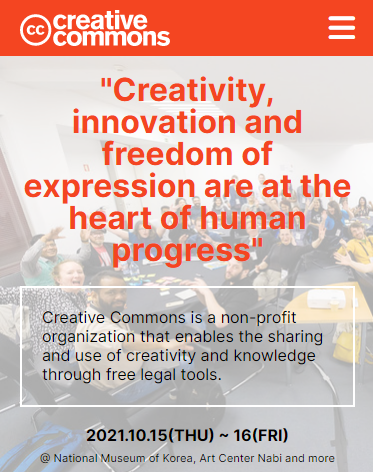 creative
commons
"Creativity,
innovation and
freedom of
expression are at the
heart of human
progress"
Creative Commons is a non-profit
organization that enables the sharing
and use of creativity and knowledge
through free legal tools.
2021.10.15(THU) ~ 16(FRI)
@ National Museum of Korea, Art Center Nabi and more